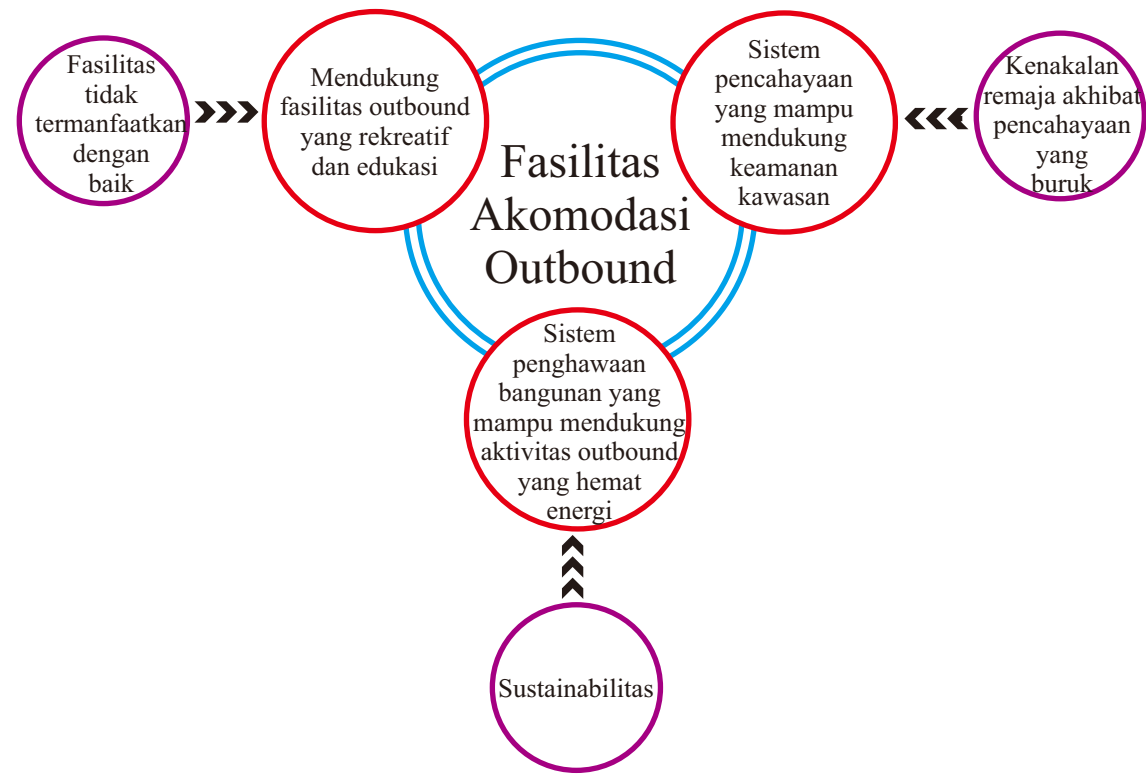 Fasilitas
tidak
termanfaatkan
dengan
baik
Mendukung
fasilitas outbound
yang rekreatif
dan edukasi
Sistem
pencahayaan
yang mampu
mendukung
keamanan
kawasan
Kenakalan
remaja akhibat
pencahayaan
yang
buruk
Fasilitas
Akomodasi
Outbound
Sistem
penghawaan
bangunan yang
mampu mendukung
aktivitas outbound
yang hemat
energi
Sustainabilitas